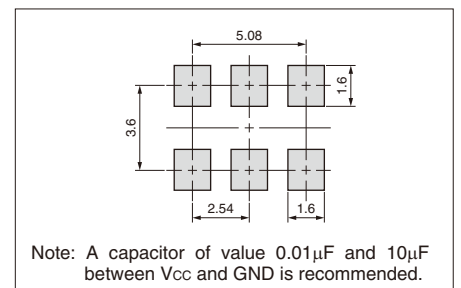 5.08
1.6
3.6
2.54
1.6
Note: A capacitor of value 0.01μF and 10μF
between Vcc and GND is recommended.